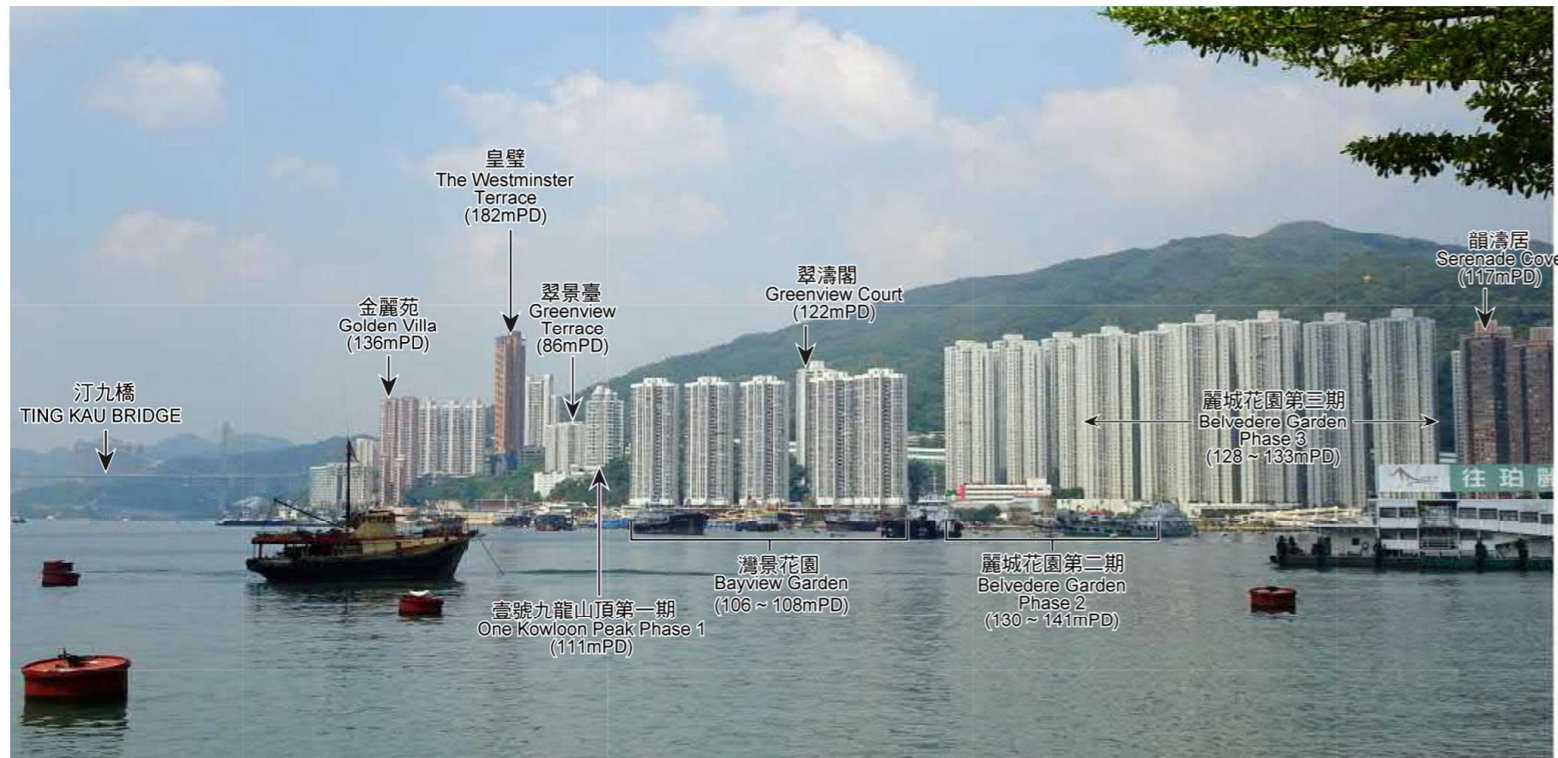 皇璧
The Westminster
Terrace
(182mPD)
韻濤居
Serenade Cove
(117mPD)
翠濤閣
Greenview Court
(122mPD)
翠景臺
Greenview
Terrace
(86mPD)
金麗苑
Golden Villa
(136mPD)
汀九橋
TING KAU BRIDGE
麗城花園第三期
Belvedere Garden
Phase 3
(128 ~ 133mPD)
往珀麗
灣景花園
Bayview Garden
(106 ~ 108mPD)
麗城花園第二期
Belvedere Garden
Phase 2
(130 ~ 141mPD)
壹號九龍山頂第一期
One Kowloon Peak Phase 1
(111mPD)